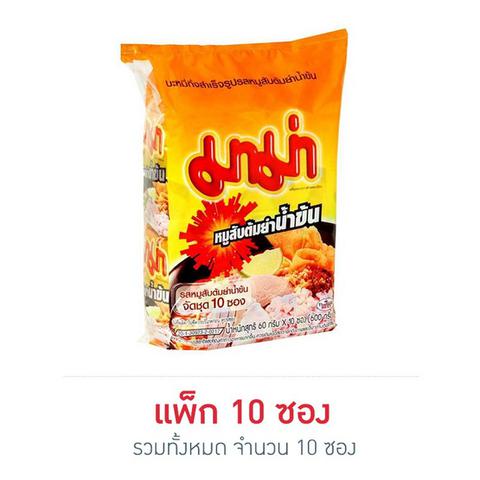 บะหมี่กึ่งสำเร็จรูปรสหมูสับต้มยำน้ำข้น
มาม่า
หมูสับต้มยำน้ำข้น
รสหมูสับต้มยำน้ำข้น
จัดชุด 10 ซอง
น้ำหนักสุทธิ 60 กรัม X 10 ซอง (600 กรัม)
แพ็ก 10 ซอง
รวมทั้งหมด จำนวน 10 ซอง